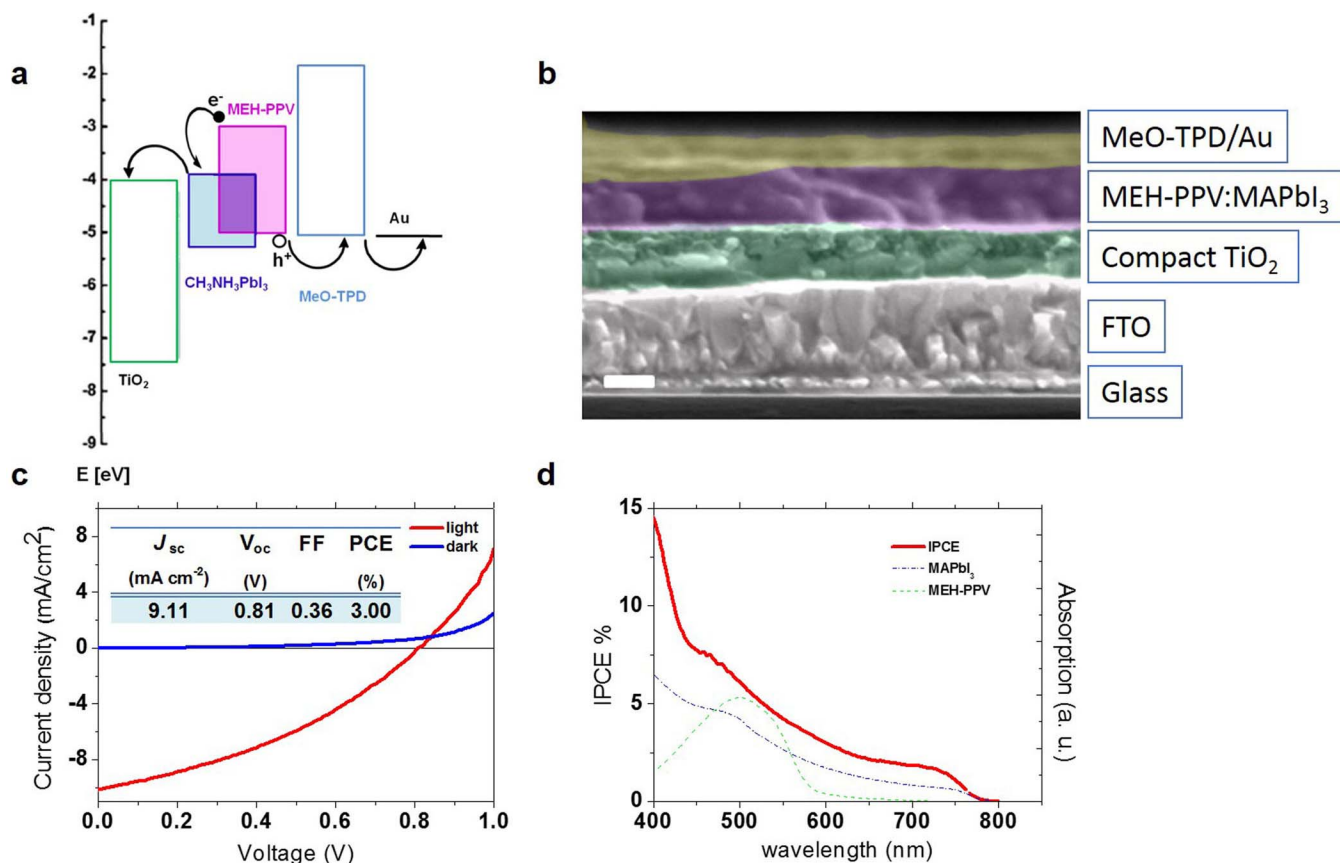 a
-1
-2
-3
-4
-5
-6
-7
-8
-9
E [eV]
e-
MEH-PPV
h+
CH3NH3PbI3
MeO-TPD
Au
TiO2
b
MeO-TPD/Au
MEH-PPV:MAPbI3
Compact TiO2
FTO
Glass
c
Current density (mA/cm²)
8
4
0
-4
-8
Jsc Voc FF PCE
(mA cm-2) (V) (%)
9.11 0.81 0.36 3.00
light
dark
0.0 0.2 0.4 0.6 0.8 1.0
Voltage (V)
d
IPCE %
15
10
5
0
IPCE
MAPbI3
MEH-PPV
Absorption (a. u.)
400 500 600 700 800
wavelength (nm)